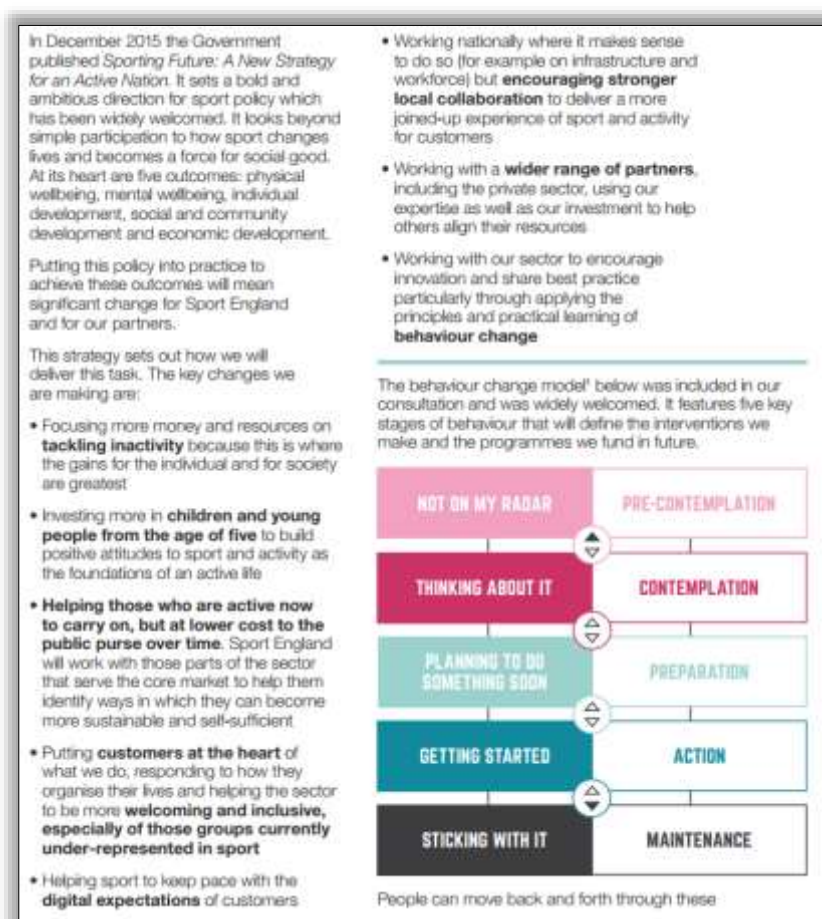 In December 2015 the Government
published Sporting Future: A New Strategy
for an Active Nation. It sets a bold and
ambitious direction for sport policy which
has been widely welcomed. It looks beyond
simple participation to how sport changes
lives and becomes a force for social good.
At its heart are five outcomes: physical
wellbeing, mental wellbeing, individual
development, social and community
development and economic development.
Putting this policy into practice to
achieve these outcomes will mean
significant change for Sport England
and for our partners.
This strategy sets out how we will
deliver this task. The key changes we
are making are:
• Focusing more money and resources on
tackling inactivity because this is where
the gains for the individual and for society
are greatest
• Investing more in children and young
people from the age of five to build
positive attitudes to sport and activity as
the foundations of an active life
• Helping those who are active now
to carry on, but at lower cost to the
public purse over time. Sport England
will work with those parts of the sector
that serve the core market to help them
identify ways in which they can become
more sustainable and self-sufficient
• Putting customers at the heart of
what we do, responding to how they
organise their lives and helping the sector
to be more welcoming and inclusive,
especially of those groups currently
under-represented in sport
• Helping sport to keep pace with the
digital expectations of customers
• Working nationally where it makes sense
to do so (for example on infrastructure and
workforce) but encouraging stronger
local collaboration to deliver a more
joined-up experience of sport and activity
for customers
• Working with a wider range of partners,
including the private sector, using our
expertise as well as our investment to help
others align their resources
• Working with our sector to encourage
innovation and share best practice
particularly through applying the
principles and practical learning of
behaviour change
The behaviour change model¹ below was included in our
consultation and was widely welcomed. It features five key
stages of behaviour that will define the interventions we
make and the programmes we fund in future.
NOT ON MY RADAR
PRE-CONTEMPLATION
THINKING ABOUT IT
CONTEMPLATION
PLANNING TO DO
SOMETHING SOON
PREPARATION
GETTING STARTED
ACTION
STICKING WITH IT
MAINTENANCE
People can move back and forth through these